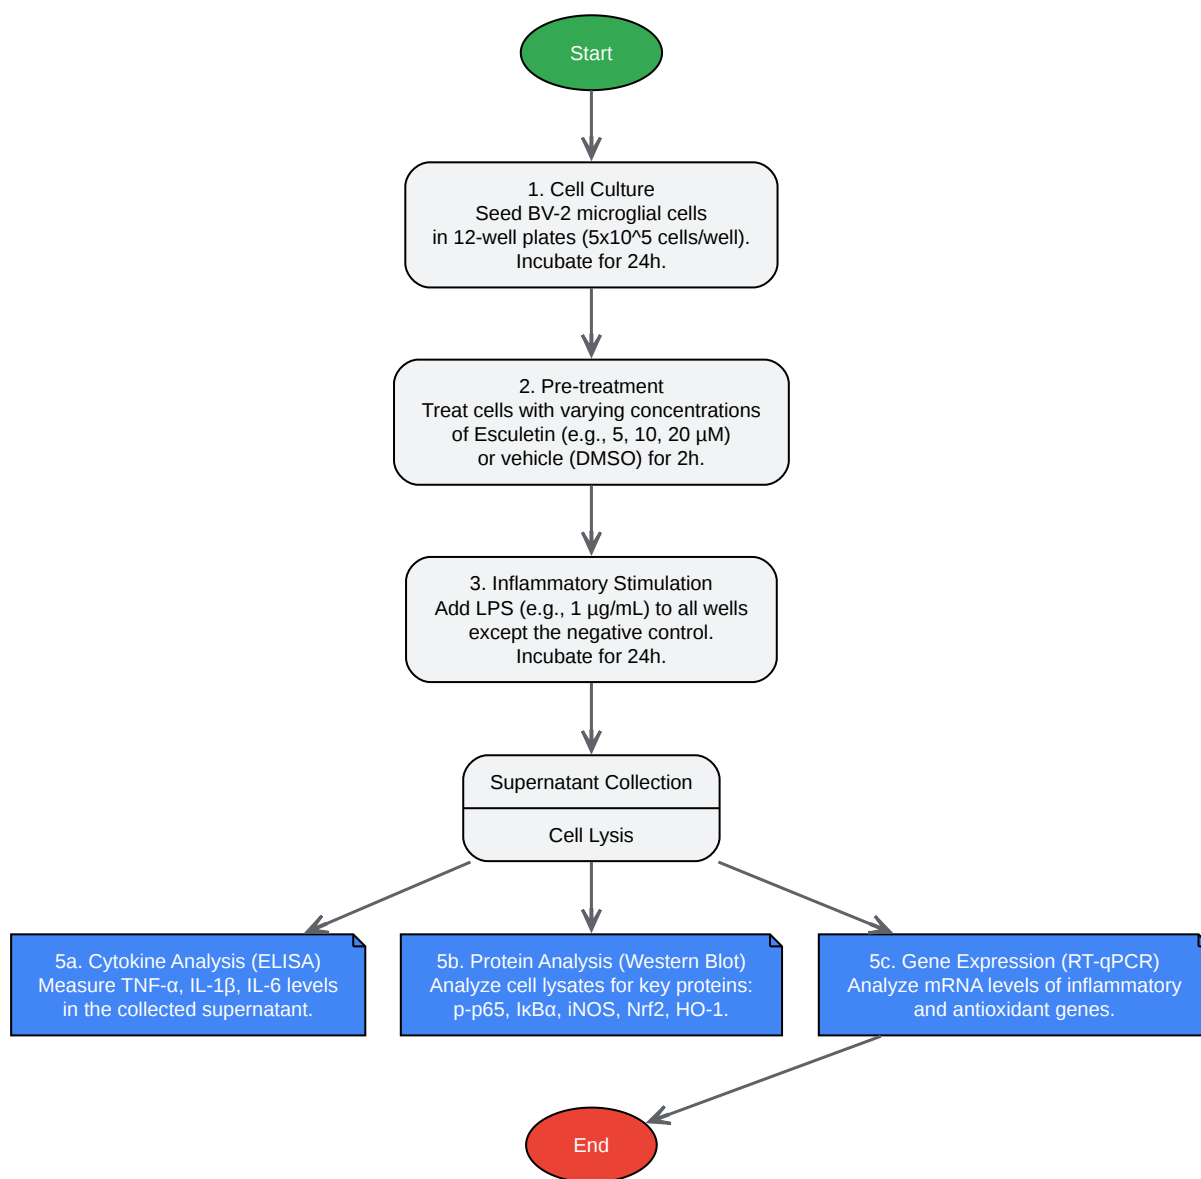 Start
1. Cell Culture
Seed BV-2 microglial cells
in 12-well plates (5x10^5 cells/well).
Incubate for 24h.
2. Pre-treatment
Treat cells with varying concentrations
of Esculetin (e.g., 5, 10, 20 µM)
or vehicle (DMSO) for 2h.
3. Inflammatory Stimulation
Add LPS (e.g., 1 µg/mL) to all wells
except the negative control.
Incubate for 24h.
Supernatant Collection
Cell Lysis
5a. Cytokine Analysis (ELISA)
Measure TNF-α, IL-1β, IL-6 levels
in the collected supernatant.
5b. Protein Analysis (Western Blot)
Analyze cell lysates for key proteins:
p-p65, IκBα, iNOS, Nrf2, HO-1.
5c. Gene Expression (RT-qPCR)
Analyze mRNA levels of inflammatory
and antioxidant genes.
End